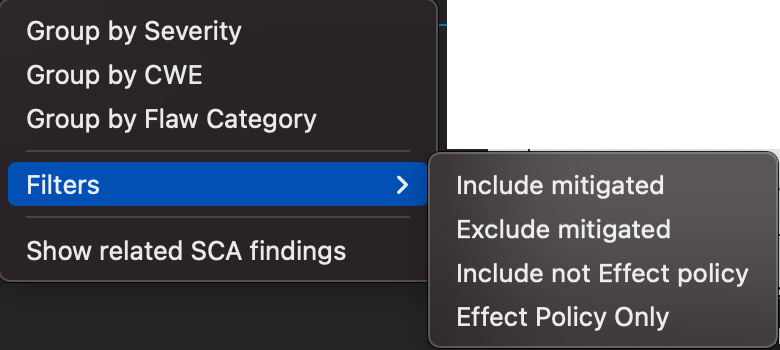 Group by Severity
Group by CWE
Group by Flaw Category
Filters
Include mitigated
Exclude mitigated
Include not Effect policy
Effect Policy Only
Show related SCA findings